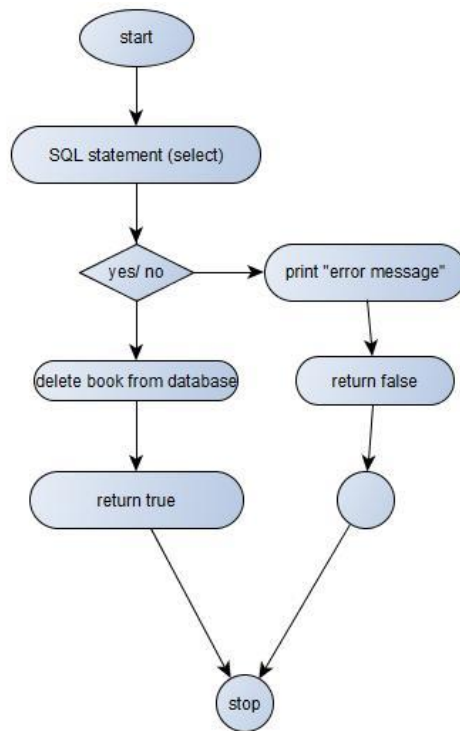 start
SQL statement (select)
yes/ no
print "error message"
delete book from database
return false
return true
stop